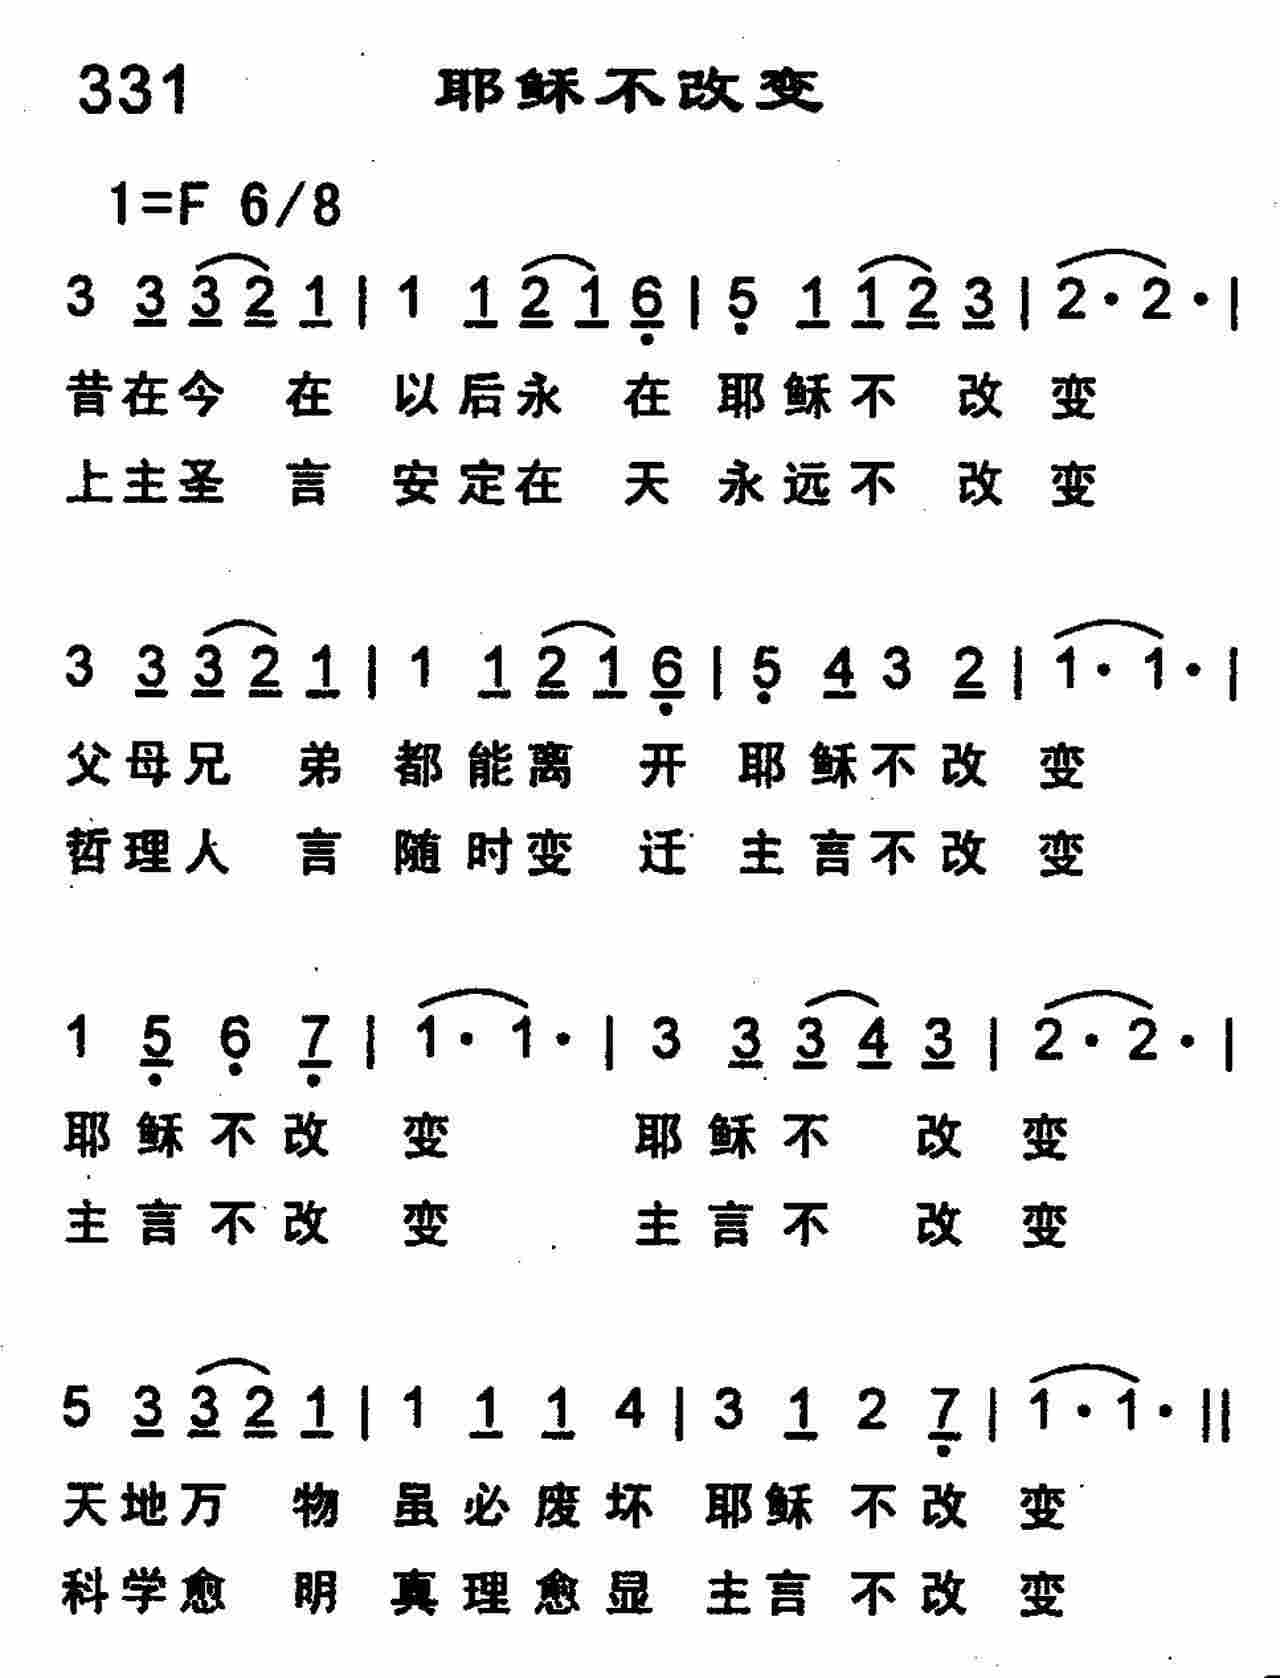 331 耶稣不改变
1=F 6/8
3 3 3 2 1 | 1 1 2 1 6 | 5 1 1 2 3 | 2 · 2 · |
昔在今 在 以后永 在 耶稣不 改 变
上主圣 言 安定在 天 永远不 改 变
3 3 3 2 1 | 1 1 2 1 6 | 5 4 3 2 | 1 · 1 · |
父母兄 弟 都能离 开 耶稣不改 变
哲理人 言 随时变 迁 主言不改 变
1 5 6 7 | 1 · 1 · | 3 3 3 4 3 | 2 · 2 · |
耶稣不改 变 耶稣不 改 变
主言不改 变 主言不 改 变
5 3 3 2 1 | 1 1 1 4 | 3 1 2 7 | 1 · 1 · ||
天地万 物 虽必废坏 耶稣 不改 变
科学愈 明 真理愈显 主言 不改 变